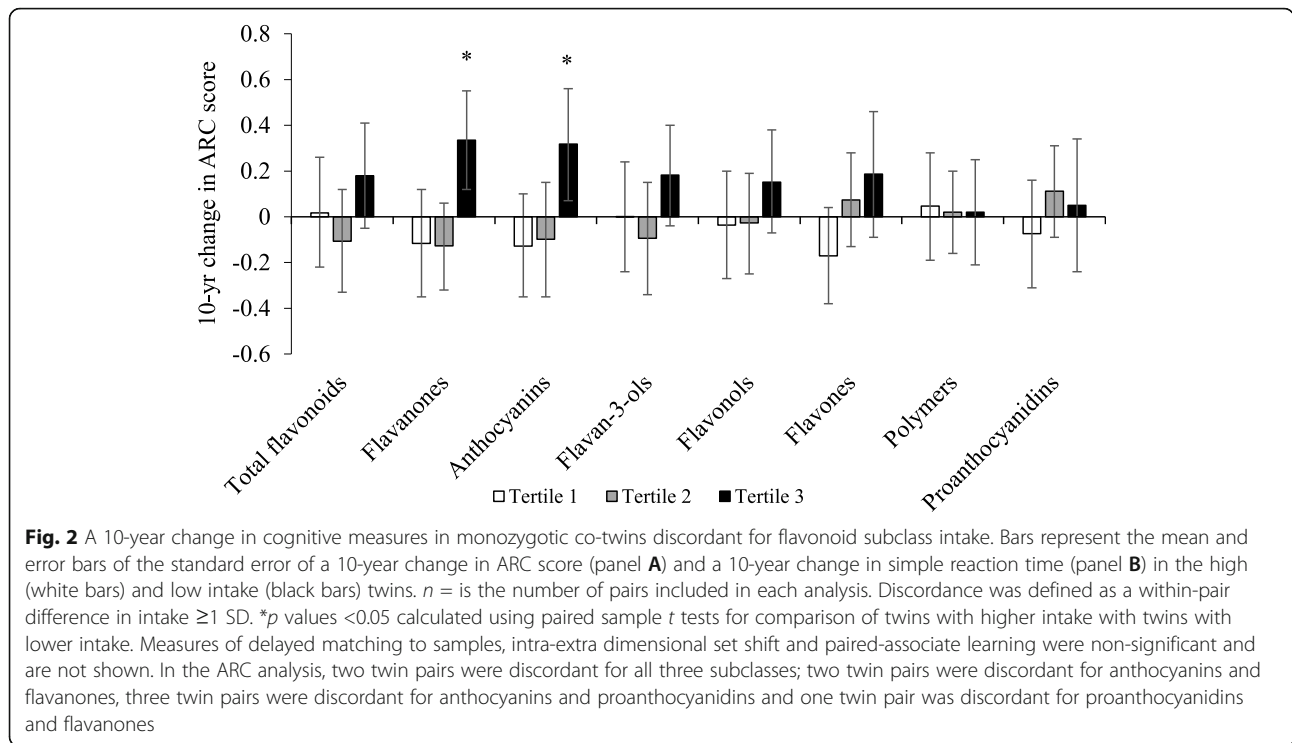 0.8
0.6
0.4
0.2
0
-0.2
-0.4
-0.6
10-yr change in ARC score
* *
Total flavonoids
Flavanones
Anthocyanins
Flavan-3-ols
Flavonols
Flavones
Polymers
Proanthocyanidins
Tertile 1 Tertile 2 Tertile 3
Fig. 2 A 10-year change in cognitive measures in monozygotic co-twins discordant for flavonoid subclass intake. Bars represent the mean and
error bars of the standard error of a 10-year change in ARC score (panel A) and a 10-year change in simple reaction time (panel B) in the high
(white bars) and low intake (black bars) twins. n = is the number of pairs included in each analysis. Discordance was defined as a within-pair
difference in intake ≥1 SD. *p values <0.05 calculated using paired sample t tests for comparison of twins with higher intake with twins with
lower intake. Measures of delayed matching to samples, intra-extra dimensional set shift and paired-associate learning were non-significant and
are not shown. In the ARC analysis, two twin pairs were discordant for all three subclasses; two twin pairs were discordant for anthocyanins and
flavanones, three twin pairs were discordant for anthocyanins and proanthocyanidins and one twin pair was discordant for proanthocyanidins
and flavanones